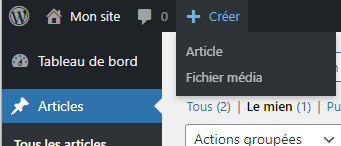 Mon site 0 + Créer
Article
Fichier média
Tableau de bord
Tous (2) | Le mien (1) | Pu
Articles
Actions groupées
Tous les articles